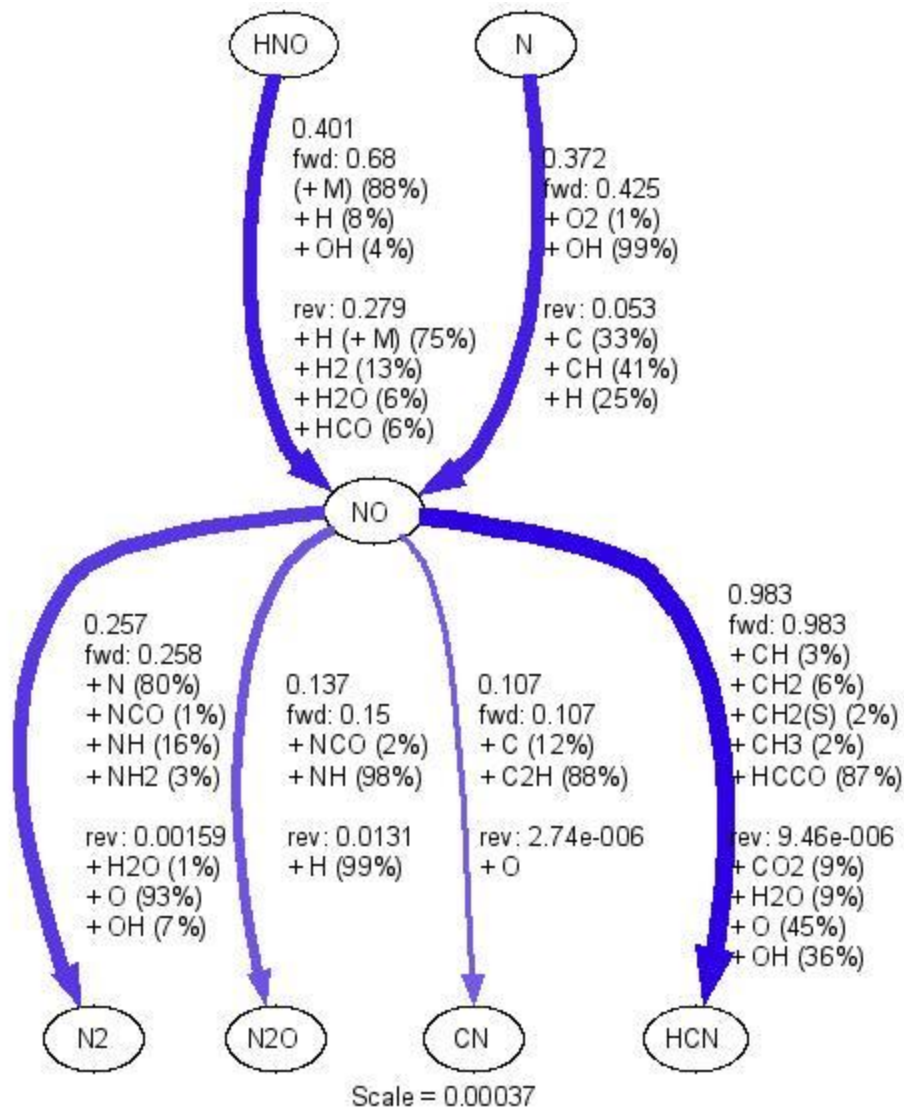 HNO
N
0.401
fwd: 0.68
(+ M) (88%)
+ H (8%)
+ OH (4%)
rev: 0.279
+ H (+ M) (75%)
+ H2 (13%)
+ H2O (6%)
+ HCO (6%)
0.372
fwd: 0.425
+ O2 (1%)
+ OH (99%)
rev: 0.053
+ C (33%)
+ CH (41%)
+ H (25%)
NO
0.257
fwd: 0.258
+ N (80%)
+ NCO (1%)
+ NH (16%)
+ NH2 (3%)
rev: 0.00159
+ H2O (1%)
+ O (93%)
+ OH (7%)
0.137
fwd: 0.15
+ NCO (2%)
+ NH (98%)
rev: 0.0131
+ H (99%)
0.107
fwd: 0.107
+ C (12%)
+ C2H (88%)
rev: 2.74e-006
+ O
0.983
fwd: 0.983
+ CH (3%)
+ CH2 (6%)
+ CH2(S) (2%)
+ CH3 (2%)
+ HCCO (87%)
rev: 9.46e-006
+ CO2 (9%)
+ H2O (9%)
+ O (45%)
+ OH (36%)
N2
N2O
CN
HCN
Scale = 0.00037